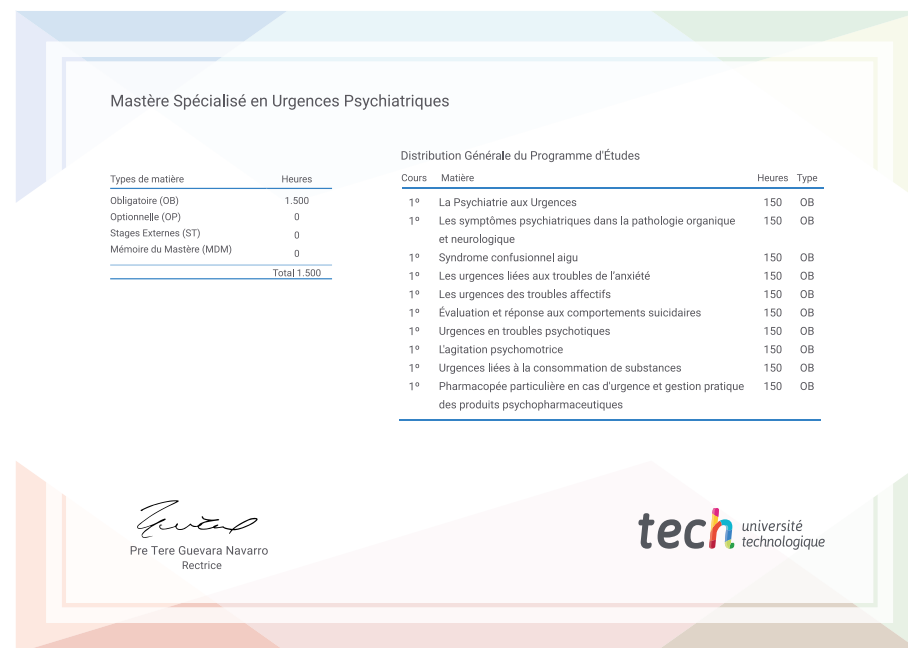 Mastère Spécialisé en Urgences Psychiatriques
Types de matière Heures
Obligatoire (OB) 1.500
Optionnelle (OP) 0
Stages Externes (ST) 0
Mémoire du Mastère (MDM) 0
Total 1.500
Distribution Générale du Programme d'Études
Cours Matière Heures Type
1º La Psychiatrie aux Urgences 150 OB
1º Les symptômes psychiatriques dans la pathologie organique 150 OB
et neurologique
1º Syndrome confusionnel aigu 150 OB
1º Les urgences liées aux troubles de l'anxiété 150 OB
1º Les urgences des troubles affectifs 150 OB
1º Évaluation et réponse aux comportements suicidaires 150 OB
1º Urgences en troubles psychotiques 150 OB
1º L'agitation psychomotrice 150 OB
1º Urgences liées à la consommation de substances 150 OB
1º Pharmacopée particulière en cas d'urgence et gestion pratique 150 OB
des produits psychopharmaceutiques
Pre Tere Guevara Navarro
Rectrice
tech université
technologique